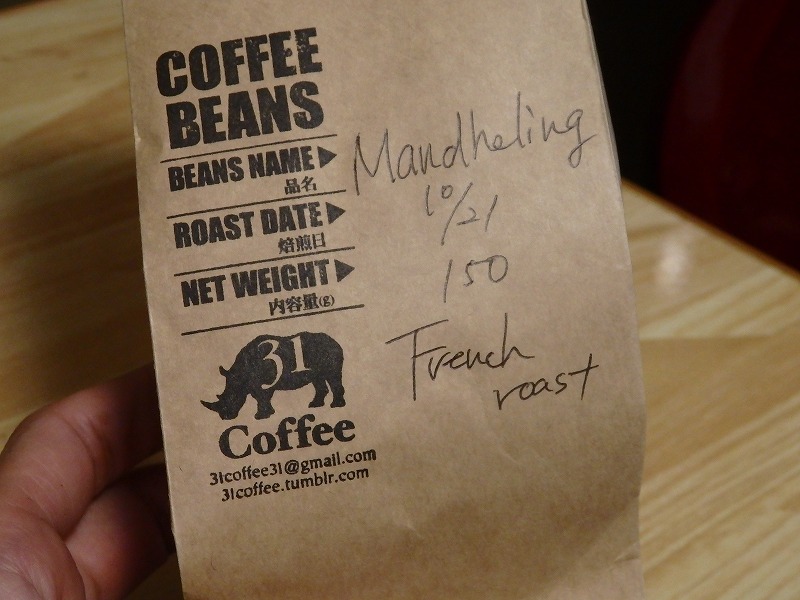 COFFEE
BEANS
BEANS NAME▶ Mandheling
品名
ROAST DATE▶ 10/21
焙煎日
NET WEIGHT▶ 150
内容量(g)
French
roast
31
Coffee
31coffee31@gmail.com
31coffee.tumblr.com